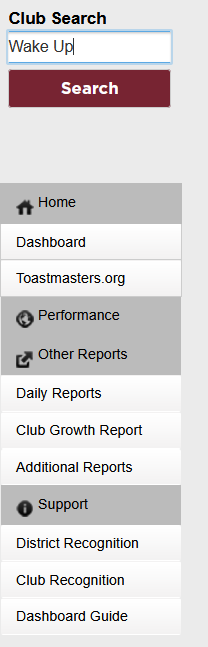 Club Search
Wake Up
Search
Home
Dashboard
Toastmasters.org
Performance
Other Reports
Daily Reports
Club Growth Report
Additional Reports
Support
District Recognition
Club Recognition
Dashboard Guide